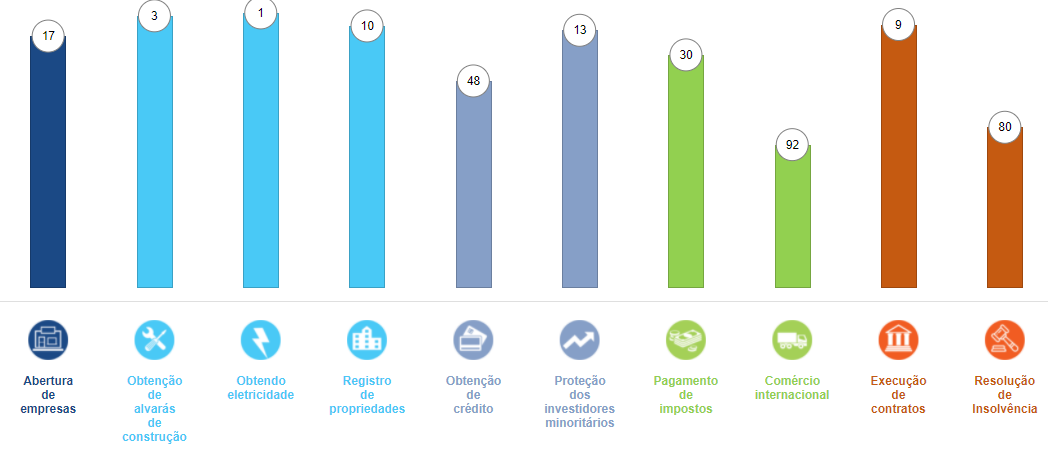 17
3
1
10
48
13
30
92
9
80
Abertura
de
empresas
Obtenção
de
alvarás
de
construção
Obtendo
eletricidade
Registro
de
propriedades
Obtenção
de
crédito
Proteção
dos
investidores
minoritários
Pagamento
de
impostos
Comércio
internacional
Execução
de
contratos
Resolução
de
Insolvência